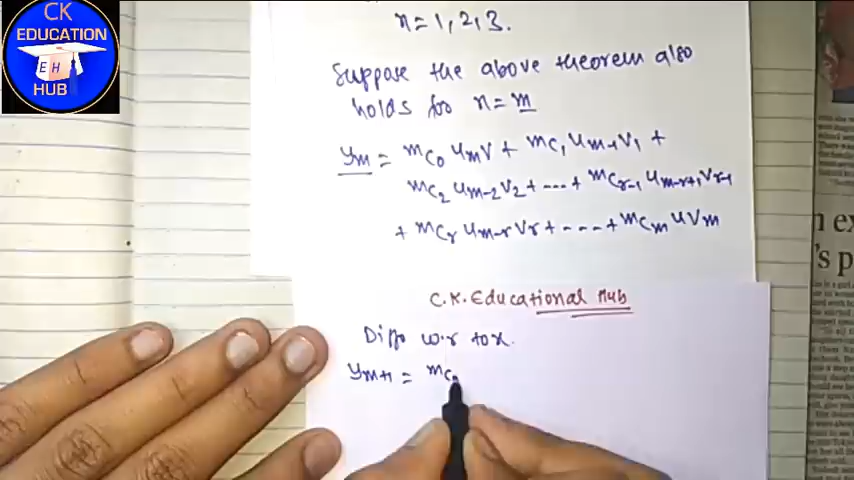 CK
EDUCATION
EH
HUB
n = 1, 2, 3.
Suppose the above theorem also
holds for n = m
ym = mC0 umv + mC1 um-1v1 +
mC2 um-2v2 + --- + mCr-1 um-r+1vr-1
+ mCr um-rvr + ---- + mCm uvm
C.K. Educational Hub
Diff w.r to x.
ym+1 = mC0